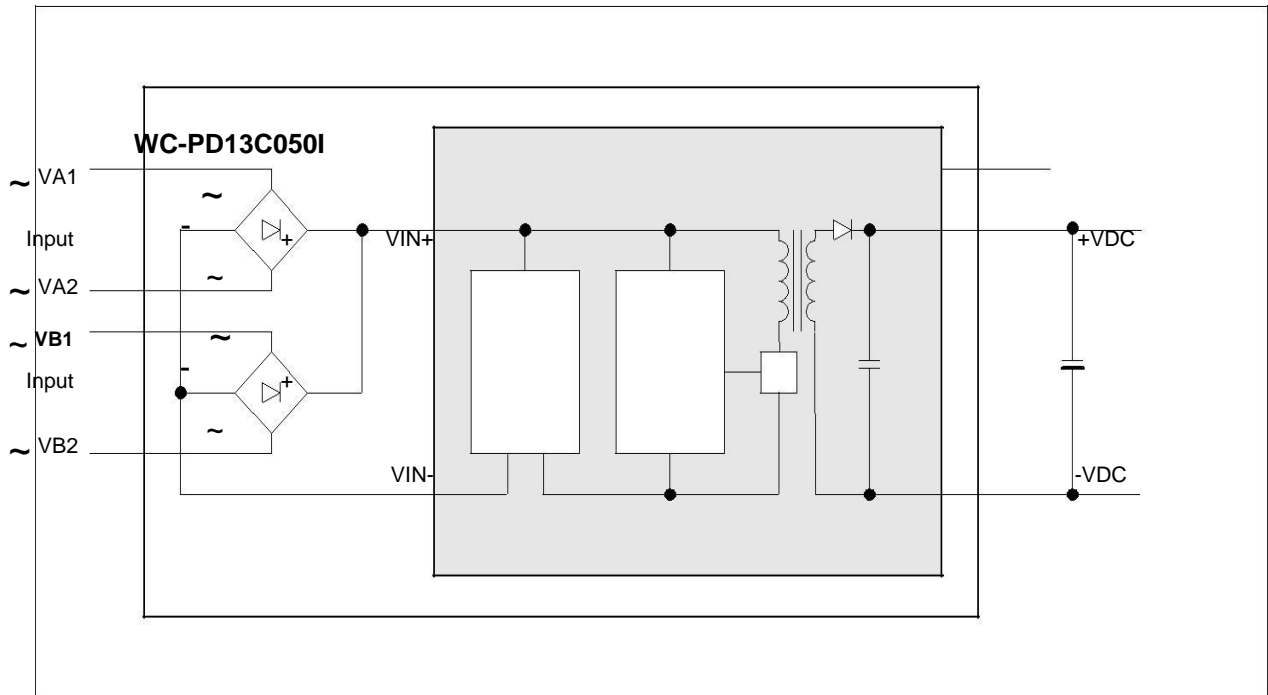 WC-PD13C050I
~ VA1
~
-
+
Input
VIN+
+VDC
~
~ VA2
~ VB1
~
-
+
Input
~
~ VB2
VIN-
-VDC